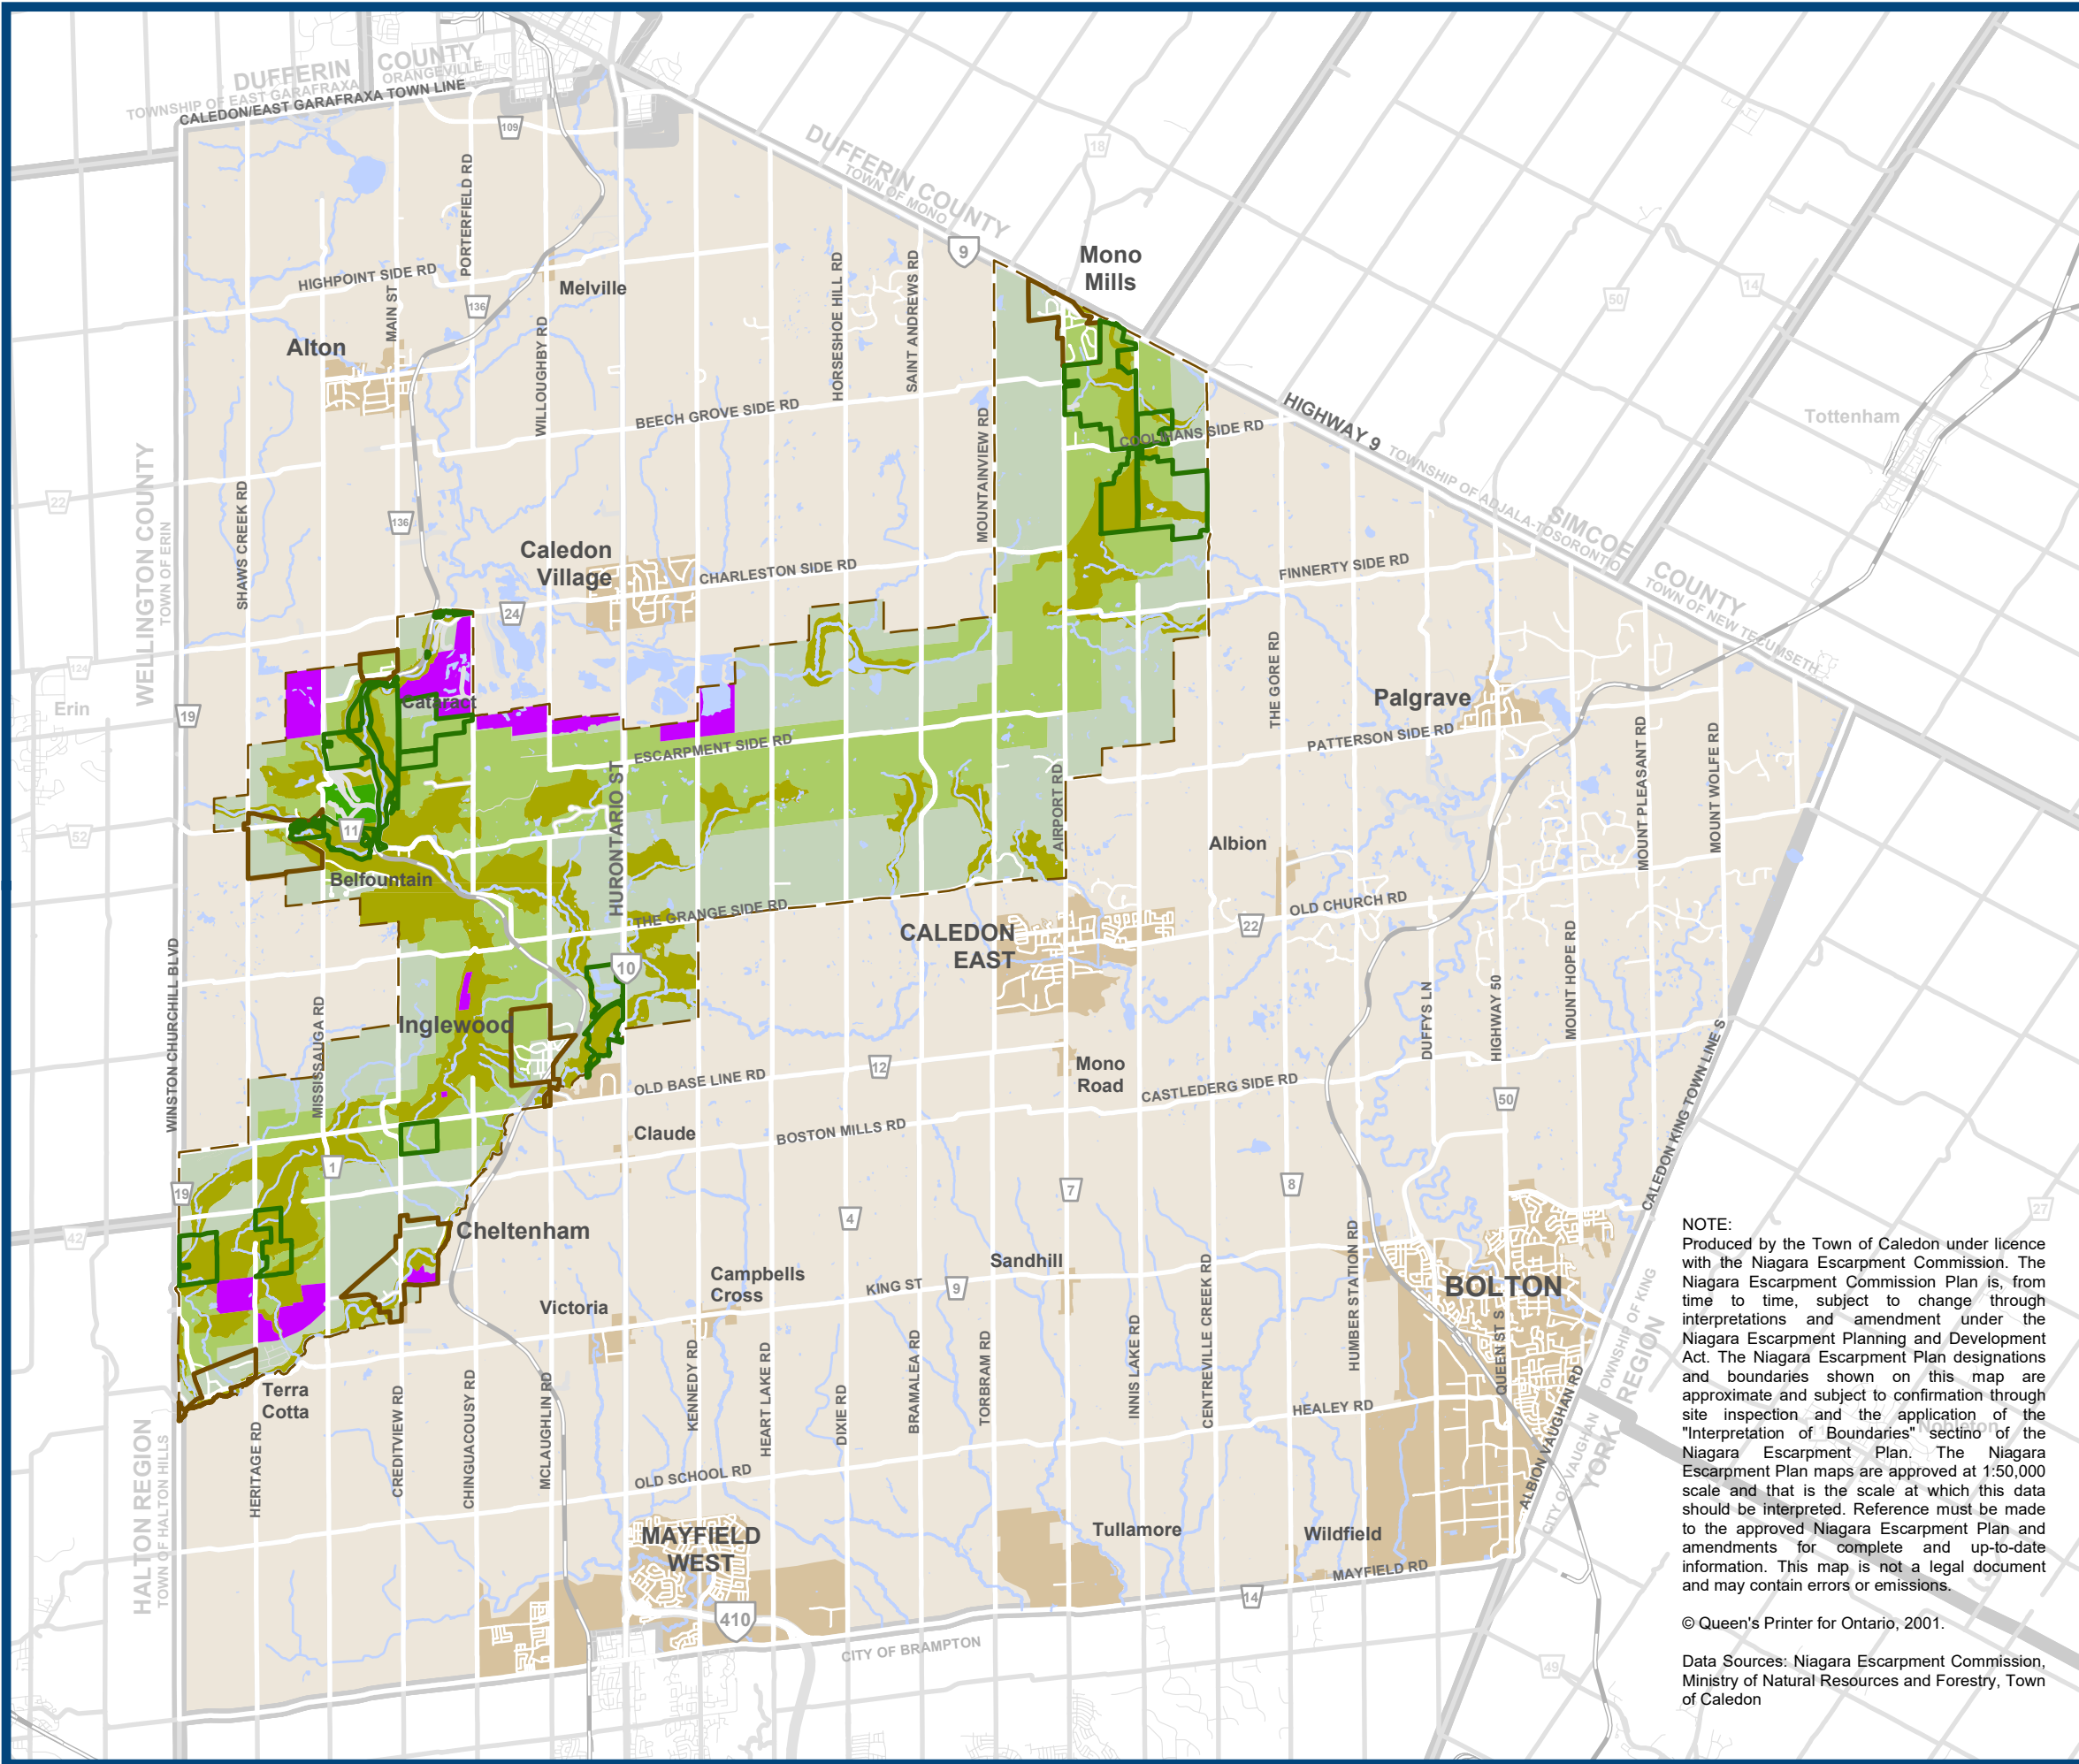 DUFFERIN COUNTY
ORANGEVILLE
TOWNSHIP OF EAST GARAFRAXA
CALEDON/EAST GARAFRAXA TOWN LINE
109
18
DUFFERIN COUNTY
TOWN OF MONO
PORTERFIELD RD
9
Mono
Mills
HIGHPOINT SIDE RD
MAIN ST
136
Melville
WILLOUGHBY RD
HORSESHOE HILL RD
SAINT ANDREWS RD
50
14
Alton
BEECH GROVE SIDE RD
MOUNTAINVIEW RD
COOLIHANS SIDE RD
HIGHWAY 9
TOWNSHIP OF ADJALA-TOSORONTIO
Tottenham
22
WELLINGTON COUNTY
TOWN OF ERIN
SHAWS CREEK RD
136
Caledon
Village
CHARLESTON SIDE RD
FINNERTY SIDE RD
SIMCOE
COUNTY
TOWN OF NEW TECUMSETH
24
124
Erin
19
Cataract
THE GORE RD
Palgrave
ESCARPMENT SIDE RD
PATTERSON SIDE RD
HURONTARIO ST
AIRPORT RD
MOUNT PLEASANT RD
MOUNT WOLFE RD
52
11
Albion
Belfountain
THE GRANGE SIDE RD
OLD CHURCH RD
22
CALEDON
EAST
10
WINSTON CHURCHILL BLVD
MISSISSAUGA RD
Inglewood
DUFFYS LN
HIGHWAY 50
MOUNT HOPE RD
OLD BASE LINE RD
12
Mono
Road
CASTLEDERG SIDE RD
50
CALEDON KING TOWN LINE S
Claude
BOSTON MILLS RD
1
19
7
8
4
42
27
Cheltenham
Sandhill
Campbells
Cross
KING ST
9
Victoria
HUMBER STATION RD
BOLTON
QUEEN ST S
TOWNSHIP OF KING
YORK REGION
CITY OF VAUGHAN
Nobleton
Terra
Cotta
HERITAGE RD
CREDITVIEW RD
CHINGUACOUSY RD
MCLAUGHLIN RD
KENNEDY RD
HEART LAKE RD
DIXIE RD
BRAMALEA RD
TORBRAM RD
INNIS LAKE RD
CENTREVILLE CREEK RD
HEALEY RD
ALBION VAUGHAN RD
HALTON REGION
TOWN OF HALTON HILLS
OLD SCHOOL RD
MAYFIELD
WEST
Tullamore
Wildfield
MAYFIELD RD
14
410
CITY OF BRAMPTON
49
NOTE:
Produced by the Town of Caledon under licence
with the Niagara Escarpment Commission. The
Niagara Escarpment Commission Plan is, from
time to time, subject to change through
interpretations and amendment under the
Niagara Escarpment Planning and Development
Act. The Niagara Escarpment Plan designations
and boundaries shown on this map are
approximate and subject to confirmation through
site inspection and the application of the
"Interpretation of Boundaries" sectino of the
Niagara Escarpment Plan. The Niagara
Escarpment Plan maps are approved at 1:50,000
scale and that is the scale at which this data
should be interpreted. Reference must be made
to the approved Niagara Escarpment Plan and
amendments for complete and up-to-date
information. This map is not a legal document
and may contain errors or emissions.
© Queen's Printer for Ontario, 2001.
Data Sources: Niagara Escarpment Commission,
Ministry of Natural Resources and Forestry, Town
of Caledon